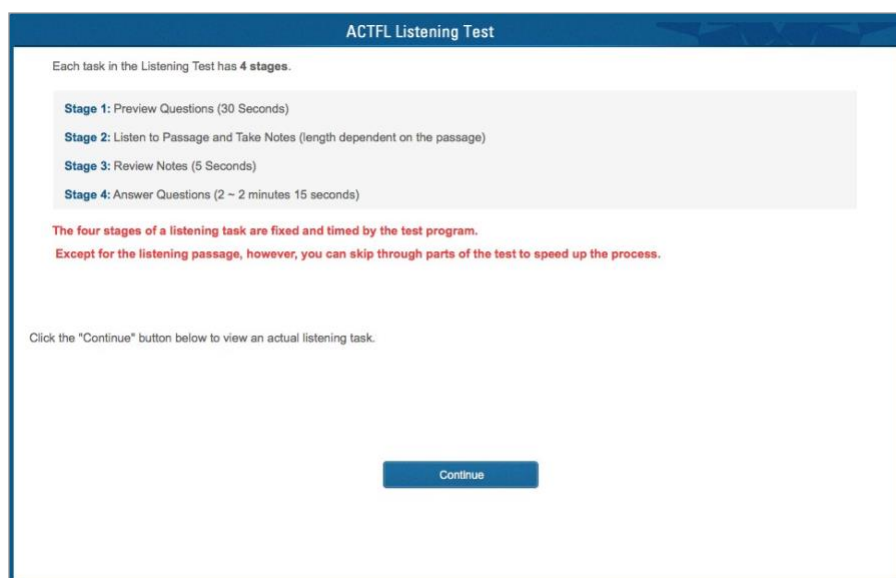 ACTFL Listening Test
Each task in the Listening Test has 4 stages.
Stage 1: Preview Questions (30 Seconds)
Stage 2: Listen to Passage and Take Notes (length dependent on the passage)
Stage 3: Review Notes (5 Seconds)
Stage 4: Answer Questions (2 ~ 2 minutes 15 seconds)
The four stages of a listening task are fixed and timed by the test program.
Except for the listening passage, however, you can skip through parts of the test to speed up the process.
Click the "Continue" button below to view an actual listening task.
Continue